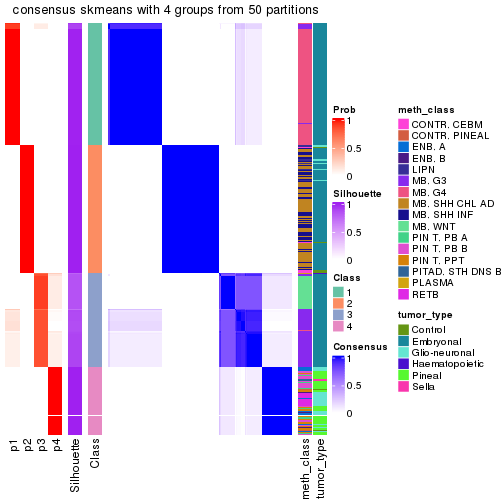 consensus skmeans with 4 groups from 50 partitions
Prob
1
0.5
0
Silhouette
1
0.5
0
Class
1
2
3
4
Consensus
1
0.5
0
meth_class
CONTR. CEBM
CONTR. PINEAL
ENB. A
ENB. B
LIPN
MB. G3
MB. G4
MB. SHH CHL AD
MB. SHH INF
MB. WNT
PIN T. PB A
PIN T. PB B
PIN T. PPT
PITAD. STH DNS B
PLASMA
RETB
tumor_type
Control
Embryonal
Glio-neuronal
Haematopoietic
Pineal
Sella
p1
p2
p3
p4
Silhouette
Class
meth_class
tumor_type